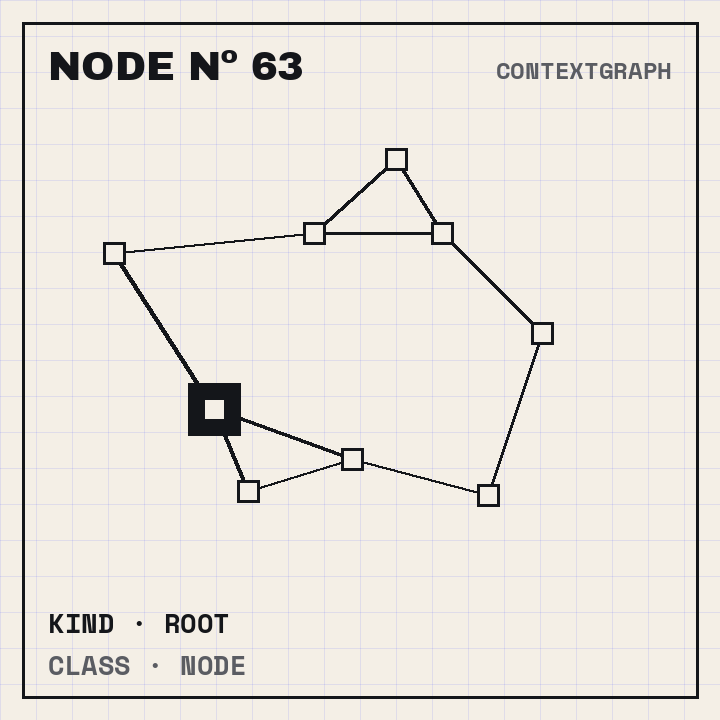 NODE Nº 63
CONTEXTGRAPH
KIND · ROOT
CLASS · NODE